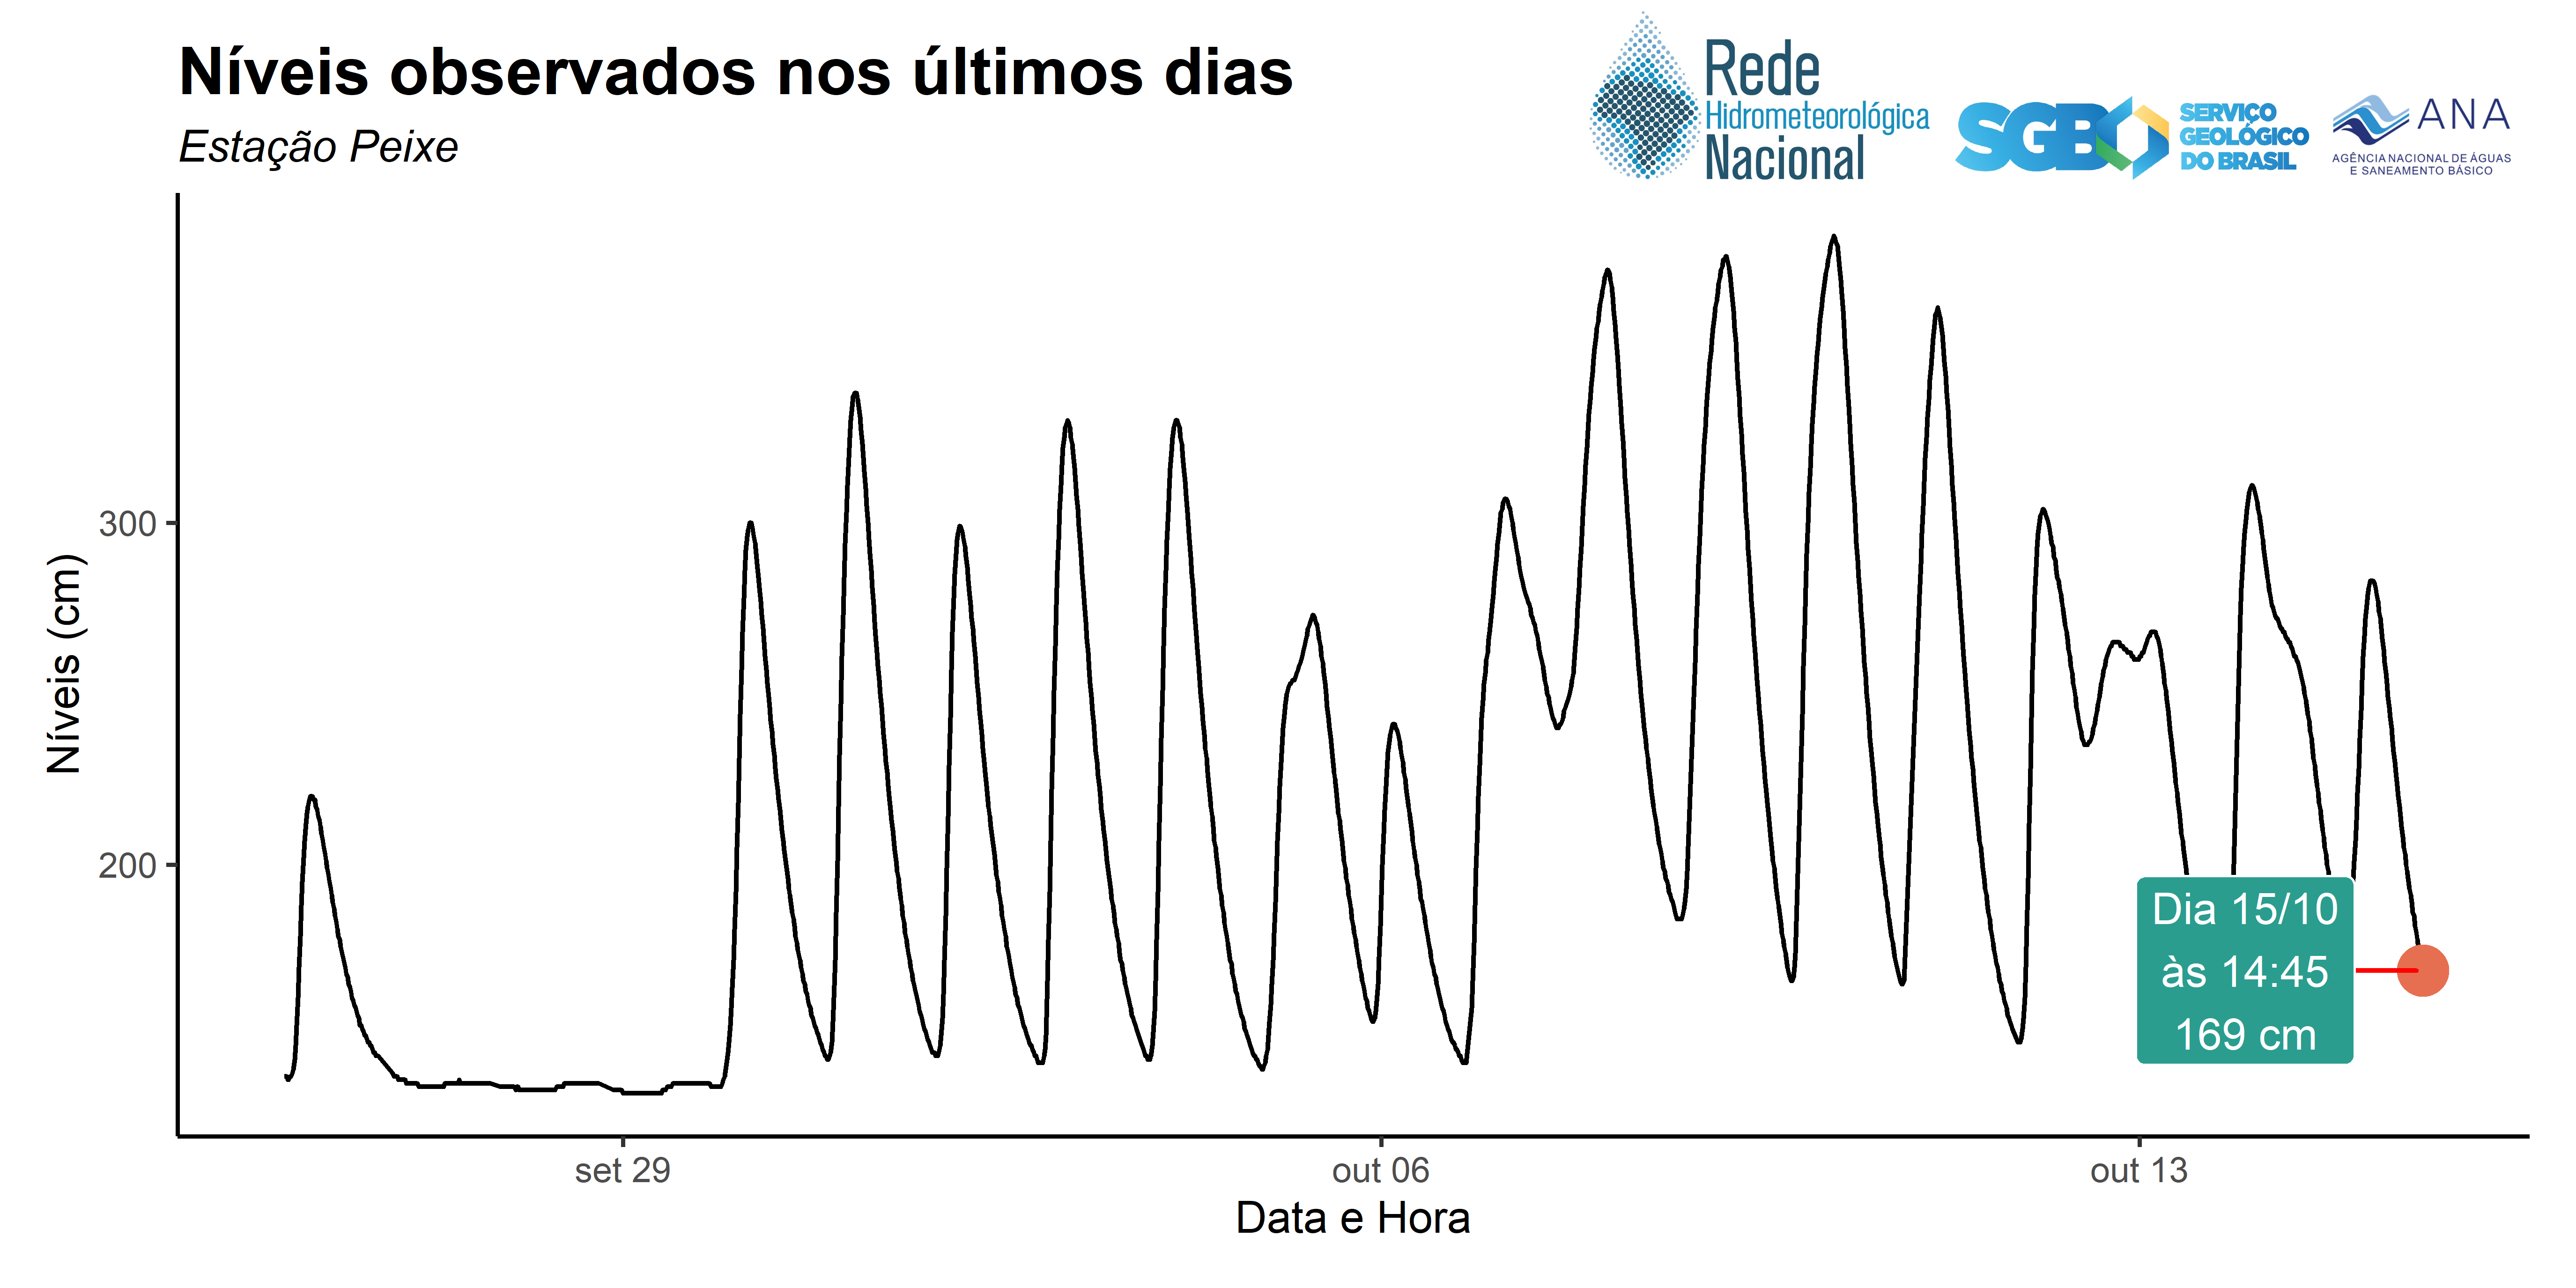 Níveis observados nos últimos dias
Estação Peixe
Rede
Hidrometeorológica
Nacional
SGB
SERVIÇO
GEOLÓGICO
DO BRASIL
ANA
AGÊNCIA NACIONAL DE ÁGUAS
E SANEAMENTO BÁSICO
Níveis (cm)
300
200
Dia 15/10
às 14:45
169 cm
set 29
out 06
out 13
Data e Hora